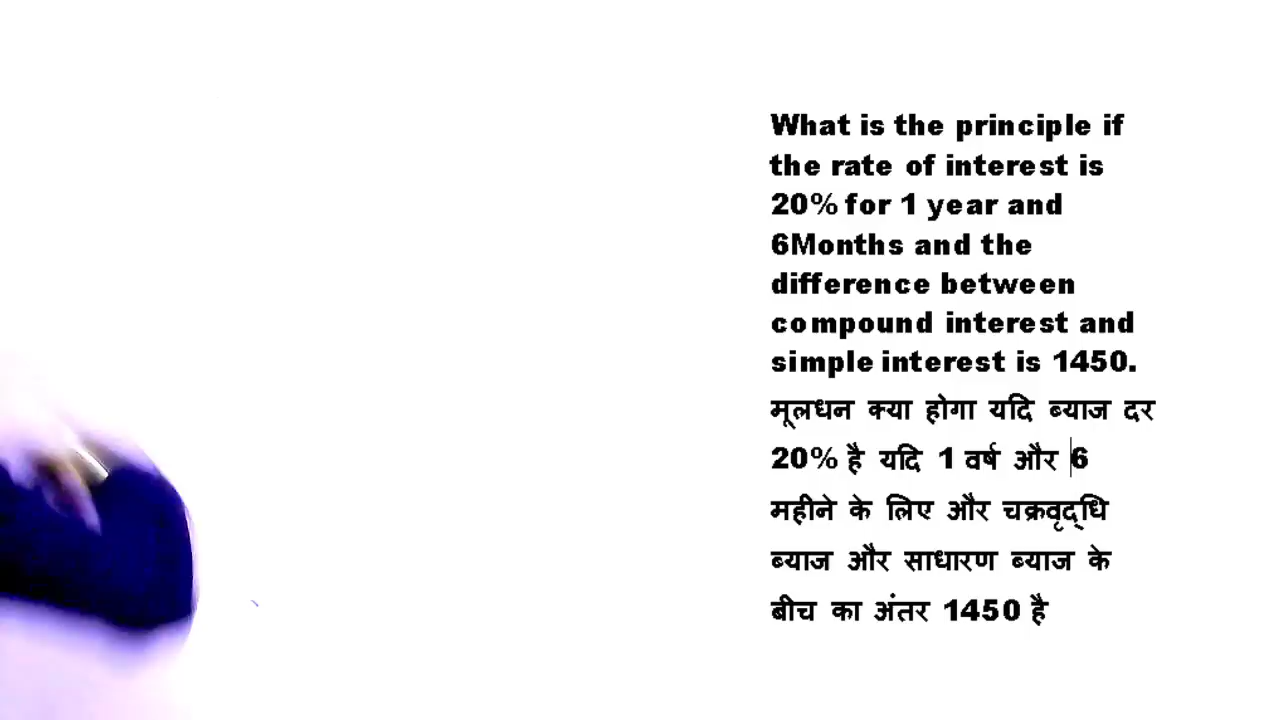 What is the principle if
the rate of interest is
20% for 1 year and
6Months and the
difference between
compound interest and
simple interest is 1450.
मूलधन क्या होगा यदि ब्याज दर
20% है यदि 1 वर्ष और 6
महीने के लिए और चक्रवृद्धि
ब्याज और साधारण ब्याज के
बीच का अंतर 1450 है